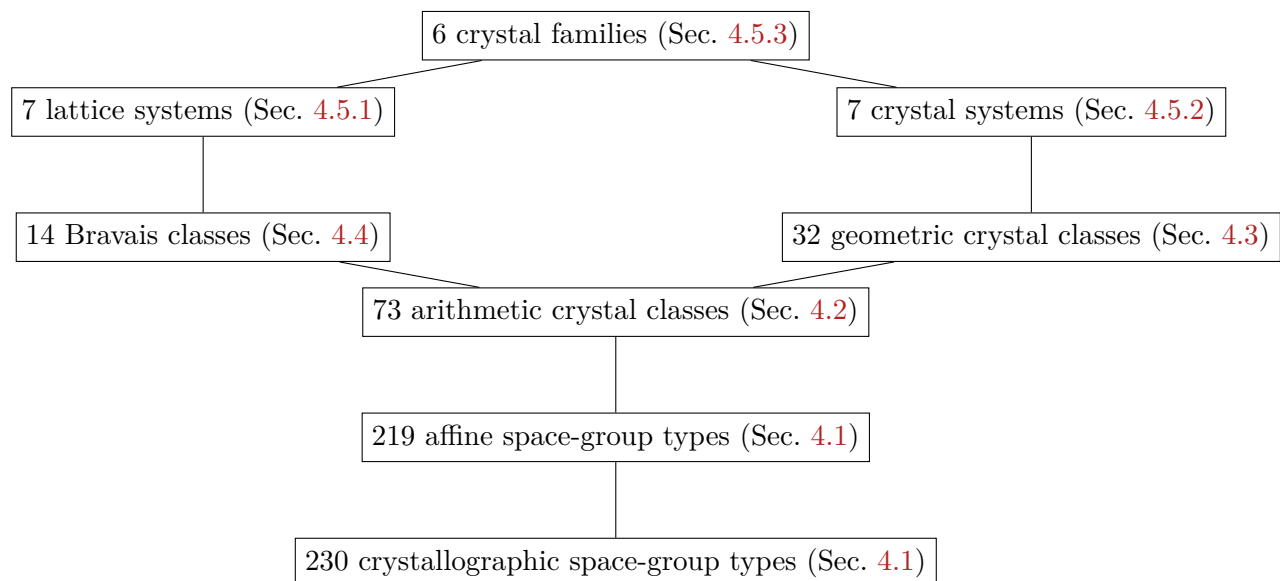 6 crystal families (Sec. 4.5.3)
7 lattice systems (Sec. 4.5.1)
7 crystal systems (Sec. 4.5.2)
14 Bravais classes (Sec. 4.4)
32 geometric crystal classes (Sec. 4.3)
73 arithmetic crystal classes (Sec. 4.2)
219 affine space-group types (Sec. 4.1)
230 crystallographic space-group types (Sec. 4.1)